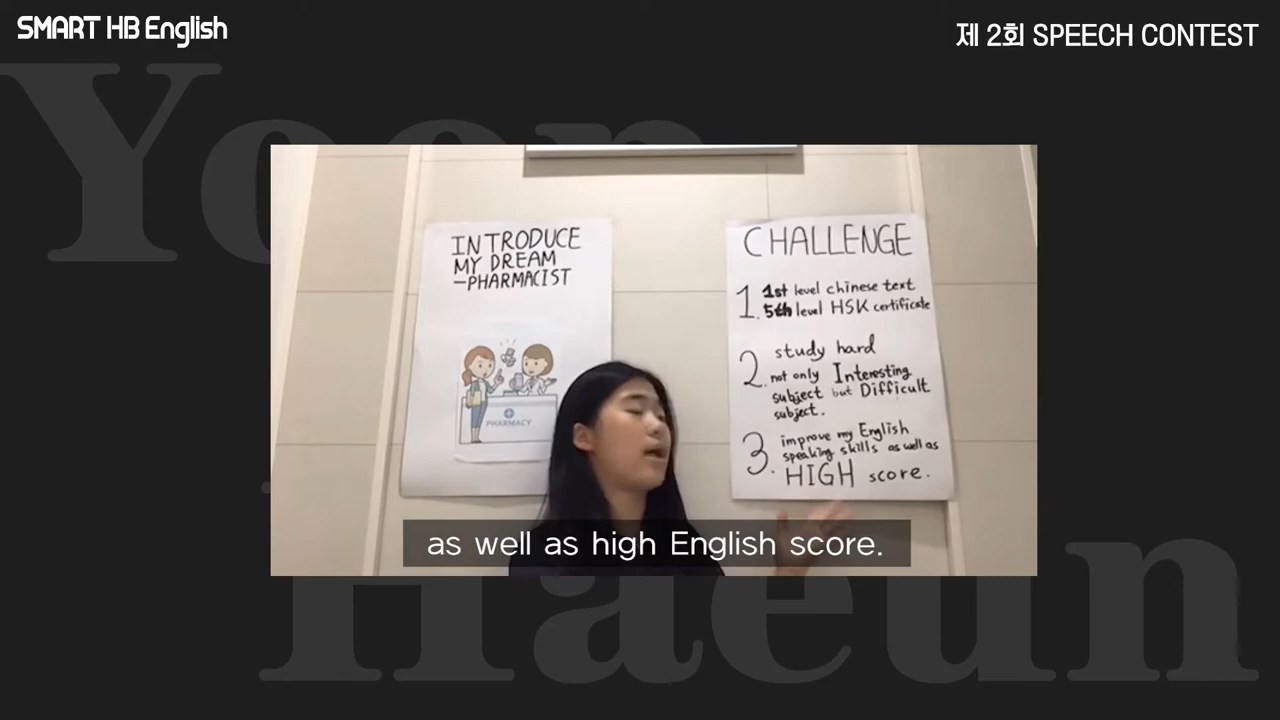 SMART HB English
제 2회 SPEECH CONTEST
Yoon
INTRODUCE
MY DREAM
-PHARMACIST
PHARMACY
CHALLENGE
1. 1st level chinese text
5th level HSK certificate
2. study hard
not only Interesting
subject but Difficult
subject.
3. improve my English
speaking skills as well as
HIGH score.
as well as high English score.
Haeun